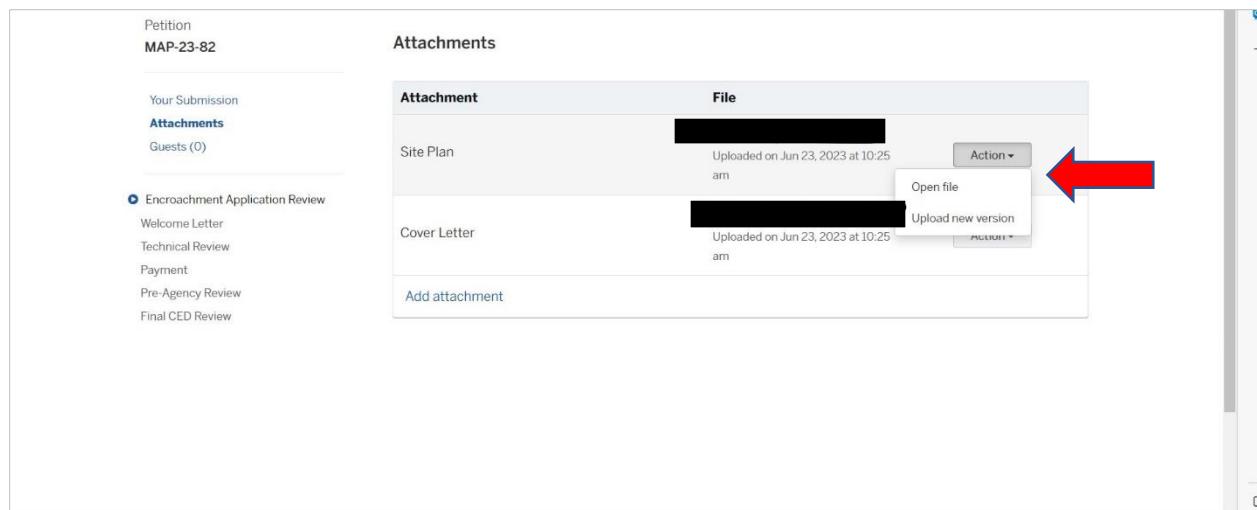 Petition
MAP-23-82
Your Submission
Attachments
Guests (0)
Encroachment Application Review
Welcome Letter
Technical Review
Payment
Pre-Agency Review
Final CED Review
Attachments
Attachment File
Site Plan
Uploaded on Jun 23, 2023 at 10:25
am
Action
Open file
Upload new version
Cover Letter
Uploaded on Jun 23, 2023 at 10:25
am
Action
Add attachment